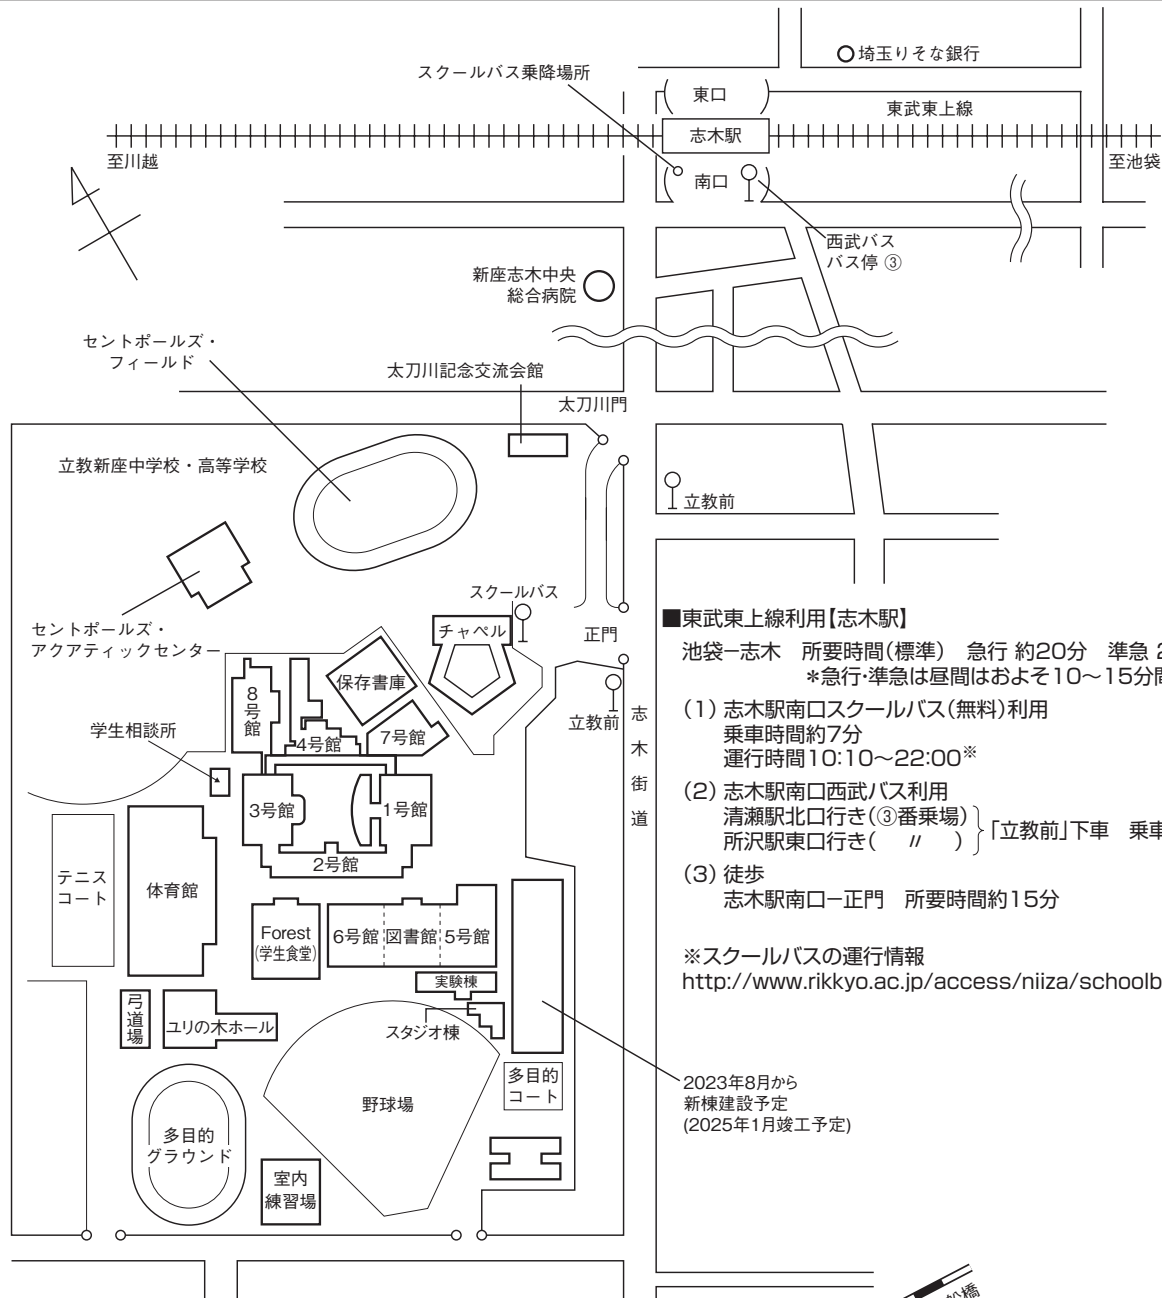 埼玉りそな銀行
スクールバス乗降場所
東口
東武東上線
志木駅
至川越
至池袋
南口
西武バス
バス停 ③
新座志木中央
総合病院
セントポールズ・
フィールド
太刀川記念交流会館
太刀川門
立教新座中学校・高等学校
立教前
スクールバス
チャペル
正門
セントポールズ・
アクアティックセンター
保存書庫
8号館
4号館
7号館
立教前
志木街道
学生相談所
3号館
1号館
2号館
テニス
コート
体育館
Forest
(学生食堂)
6号館
図書館
5号館
実験棟
弓道場
ユリの木ホール
スタジオ棟
多目的
コート
野球場
多目的
グラウンド
室内
練習場
2023年8月から
新棟建設予定
(2025年1月竣工予定)
■東武東上線利用【志木駅】
池袋−志木 所要時間(標準) 急行 約20分 準急
*急行・準急は昼間はおよそ10〜15分間
(1) 志木駅南口スクールバス(無料)利用
乗車時間約7分
運行時間10:10〜22:00※
(2) 志木駅南口西武バス利用
清瀬駅北口行き(③番乗場)
所沢駅東口行き( 〃 )
「立教前」下車 乗車
(3) 徒歩
志木駅南口−正門 所要時間約15分
※スクールバスの運行情報
http://www.rikkyo.ac.jp/access/niiza/schoolb